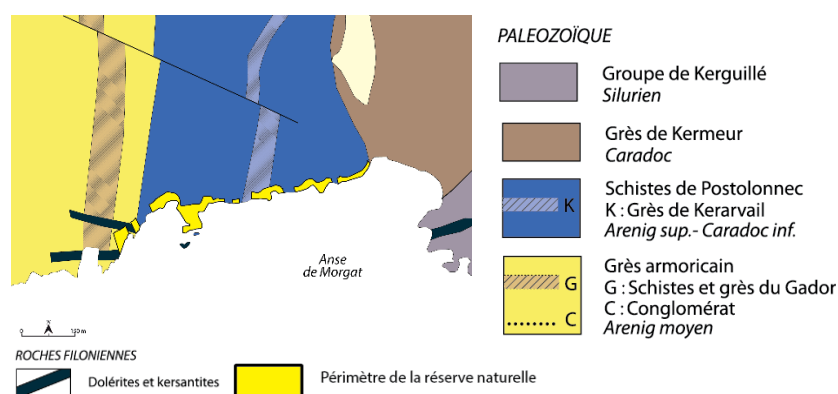 PALEOZOÏQUE
Groupe de Kerguillé
Silurien
Grès de Kermeur
Caradoc
K
Schistes de Postolonnec
K : Grès de Kerarvail
Arenig sup.- Caradoc inf.
G
C
Grès armoricain
G : Schistes et grès du Gador
C : Conglomérat
Arenig moyen
Anse
de Morgat
N
0
ROCHES FILONIENNES
Dolérites et kersantites
Périmètre de la réserve naturelle